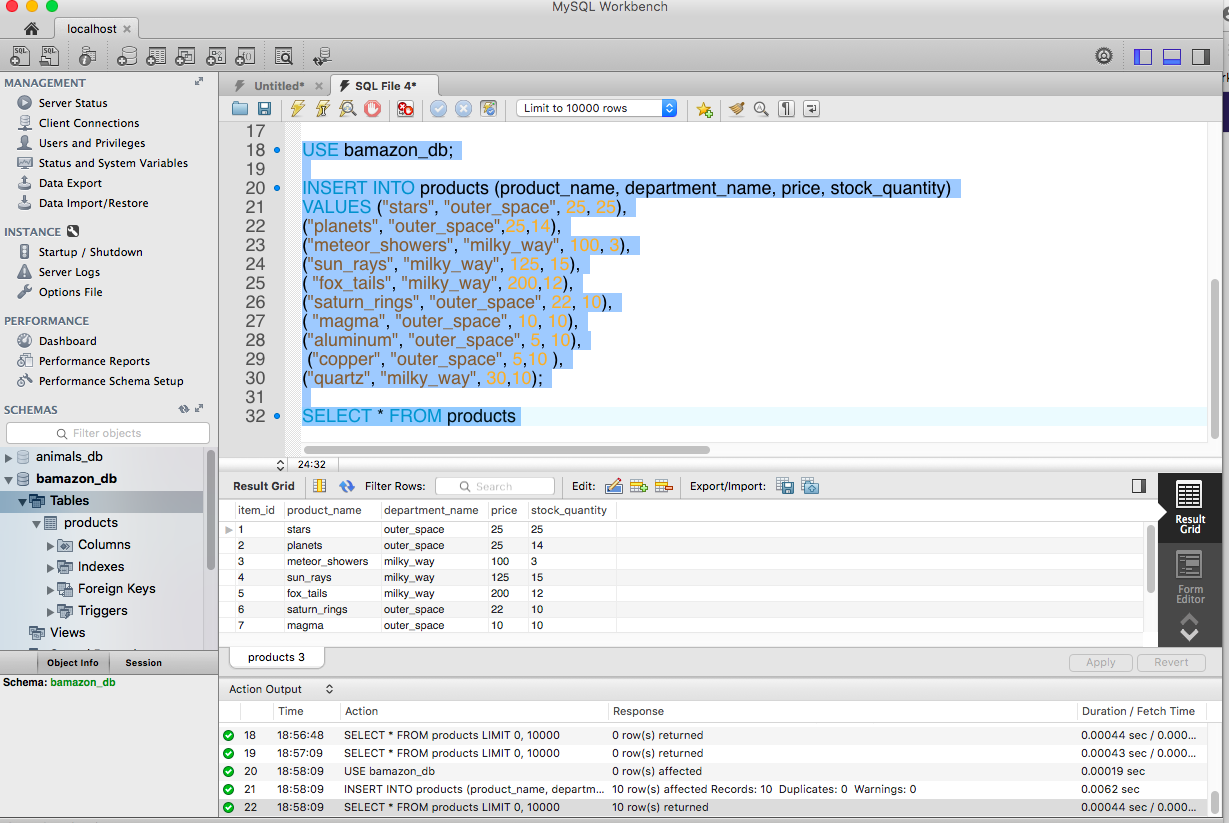 MySQL Workbench
localhost
MANAGEMENT
Server Status
Client Connections
Users and Privileges
Status and System Variables
Data Export
Data Import/Restore
INSTANCE
Startup / Shutdown
Server Logs
Options File
PERFORMANCE
Dashboard
Performance Reports
Performance Schema Setup
SCHEMAS
Filter objects
animals_db
bamazon_db
Tables
products
Columns
Indexes
Foreign Keys
Triggers
Views
Object Info Session
Schema: bamazon_db
Untitled* SQL File 4*
Limit to 10000 rows
17
18 USE bamazon_db;
19
20 INSERT INTO products (product_name, department_name, price, stock_quantity)
21 VALUES ("stars", "outer_space", 25, 25),
22 ("planets", "outer_space",25,14),
23 ("meteor_showers", "milky_way", 100, 3),
24 ("sun_rays", "milky_way", 125, 15),
25 ( "fox_tails", "milky_way", 200,12),
26 ("saturn_rings", "outer_space", 22, 10),
27 ( "magma", "outer_space", 10, 10),
28 ("aluminum", "outer_space", 5, 10),
29 ("copper", "outer_space", 5,10 ),
30 ("quartz", "milky_way", 30,10);
31
32 SELECT * FROM products
24:32
Result Grid Filter Rows: Search Edit: Export/Import:
item_id product_name department_name price stock_quantity
1 stars outer_space 25 25
2 planets outer_space 25 14
3 meteor_showers milky_way 100 3
4 sun_rays milky_way 125 15
5 fox_tails milky_way 200 12
6 saturn_rings outer_space 22 10
7 magma outer_space 10 10
Result
Grid
Form
Editor
products 3
Apply Revert
Action Output
Time Action Response Duration / Fetch Time
18 18:56:48 SELECT * FROM products LIMIT 0, 10000 0 row(s) returned 0.00044 sec / 0.000...
19 18:57:09 SELECT * FROM products LIMIT 0, 10000 0 row(s) returned 0.00043 sec / 0.000...
20 18:58:09 USE bamazon_db 0 row(s) affected 0.00019 sec
21 18:58:09 INSERT INTO products (product_name, departm... 10 row(s) affected Records: 10 Duplicates: 0 Warnings: 0 0.0062 sec
22 18:58:09 SELECT * FROM products LIMIT 0, 10000 10 row(s) returned 0.00044 sec / 0.000...